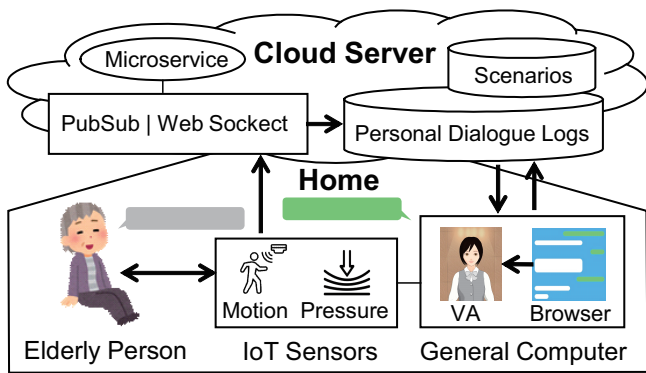 Microservice
Cloud Server
Scenarios
PubSub | Web Sockect
Personal Dialogue Logs
Home
Motion
Pressure
VA
Browser
Elderly Person
IoT Sensors
General Computer